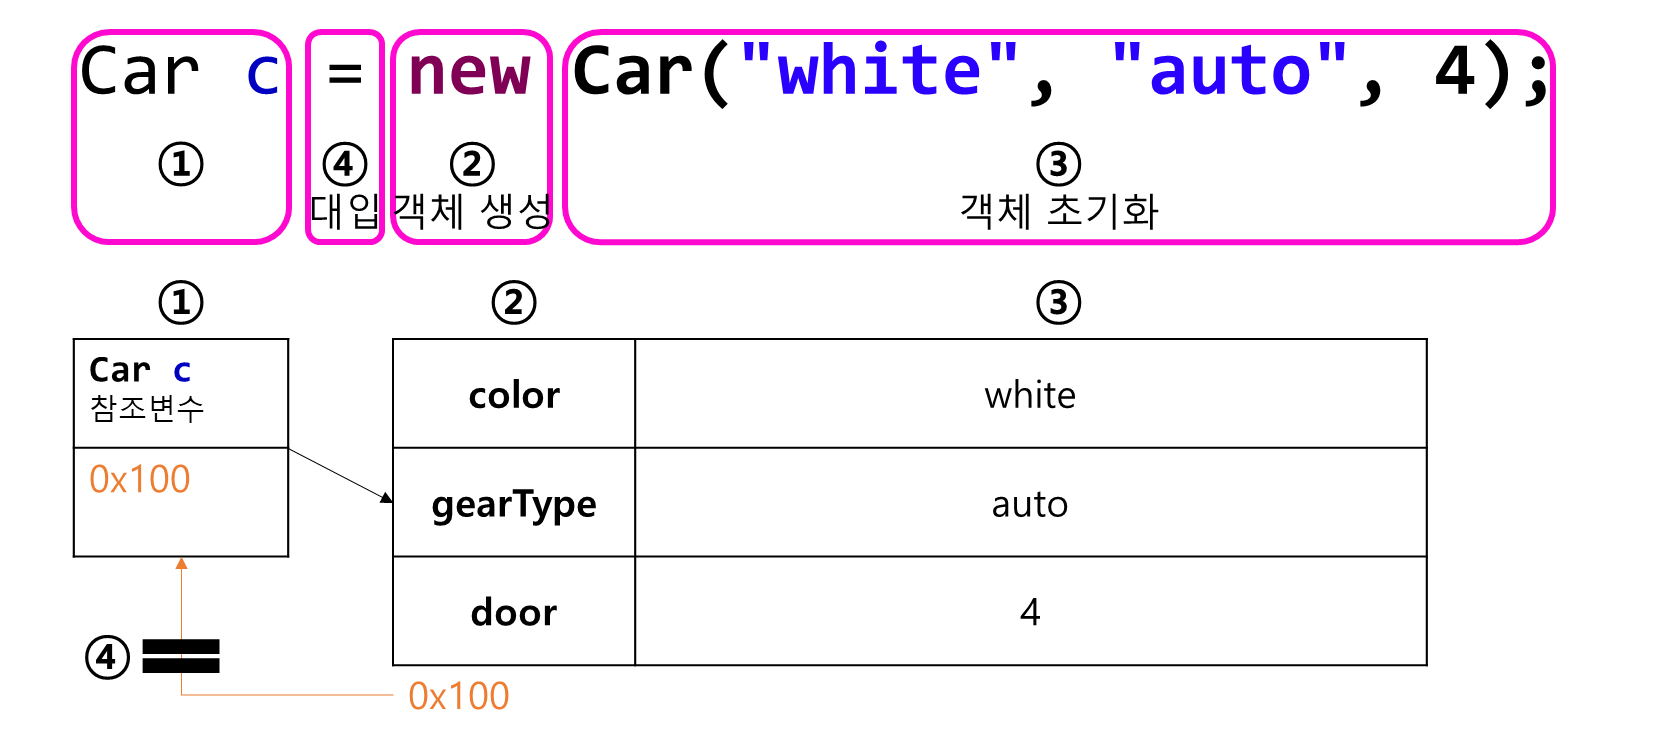 Car c = new Car("white", "auto", 4);
① ④ ② ③
대입 객체 생성 객체 초기화
① ② ③
Car c
참조변수
0x100
color white
gearType auto
door 4
④ =
0x100